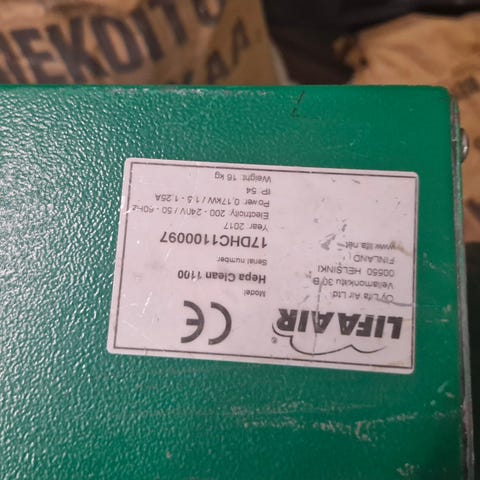 LIFA AIR®
Oy Lifa Air Ltd
Vellamonkatu 30 B
00550 HELSINKI
FINLAND
www.lifa.net
CE
Model
Hepa Clean 1100
Serial number
17DHC1100097
Year 2017
Electricity 200 - 240V / 50 - 60Hz
Power 0,17kW / 1.5 - 1.25A
IP 54
Weight 16 kg